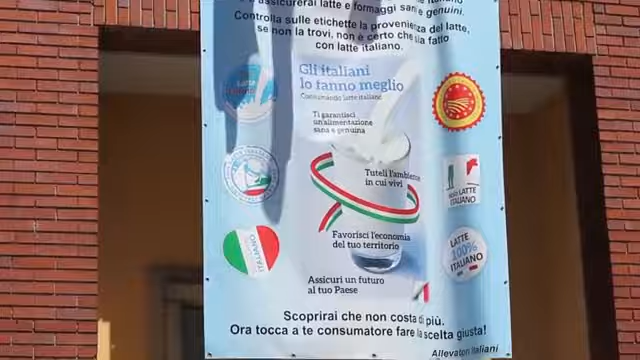 assicurerai latte e formaggi sani e genuini.
Controlla sulle etichette la provenienza del latte,
se non la trovi, non è certo che sia fatto
con latte italiano.
Gli italiani
lo fanno meglio
Consumando latte italiano
Ti garantisci
un'alimentazione
sana e genuina
Tuteli l'ambiente
in cui vivi
Favorisci l'economia
del tuo territorio
Assicuri un futuro
al tuo Paese
Latte
solo LATTE
ITALIANO
LATTE
100%
ITALIANO
Scoprirai che non costa di più.
Ora tocca a te consumatore fare la scelta giusta!
Allevatori Italiani